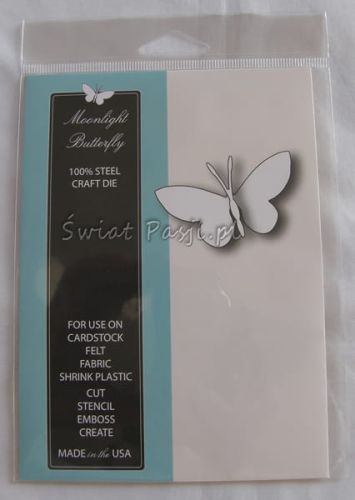 Moonlight
Butterfly
100% STEEL
CRAFT DIE
Świat Pasji.pl
FOR USE ON
CARDSTOCK
FELT
FABRIC
SHRINK PLASTIC
CUT
STENCIL
EMBOSS
CREATE
MADE in the USA